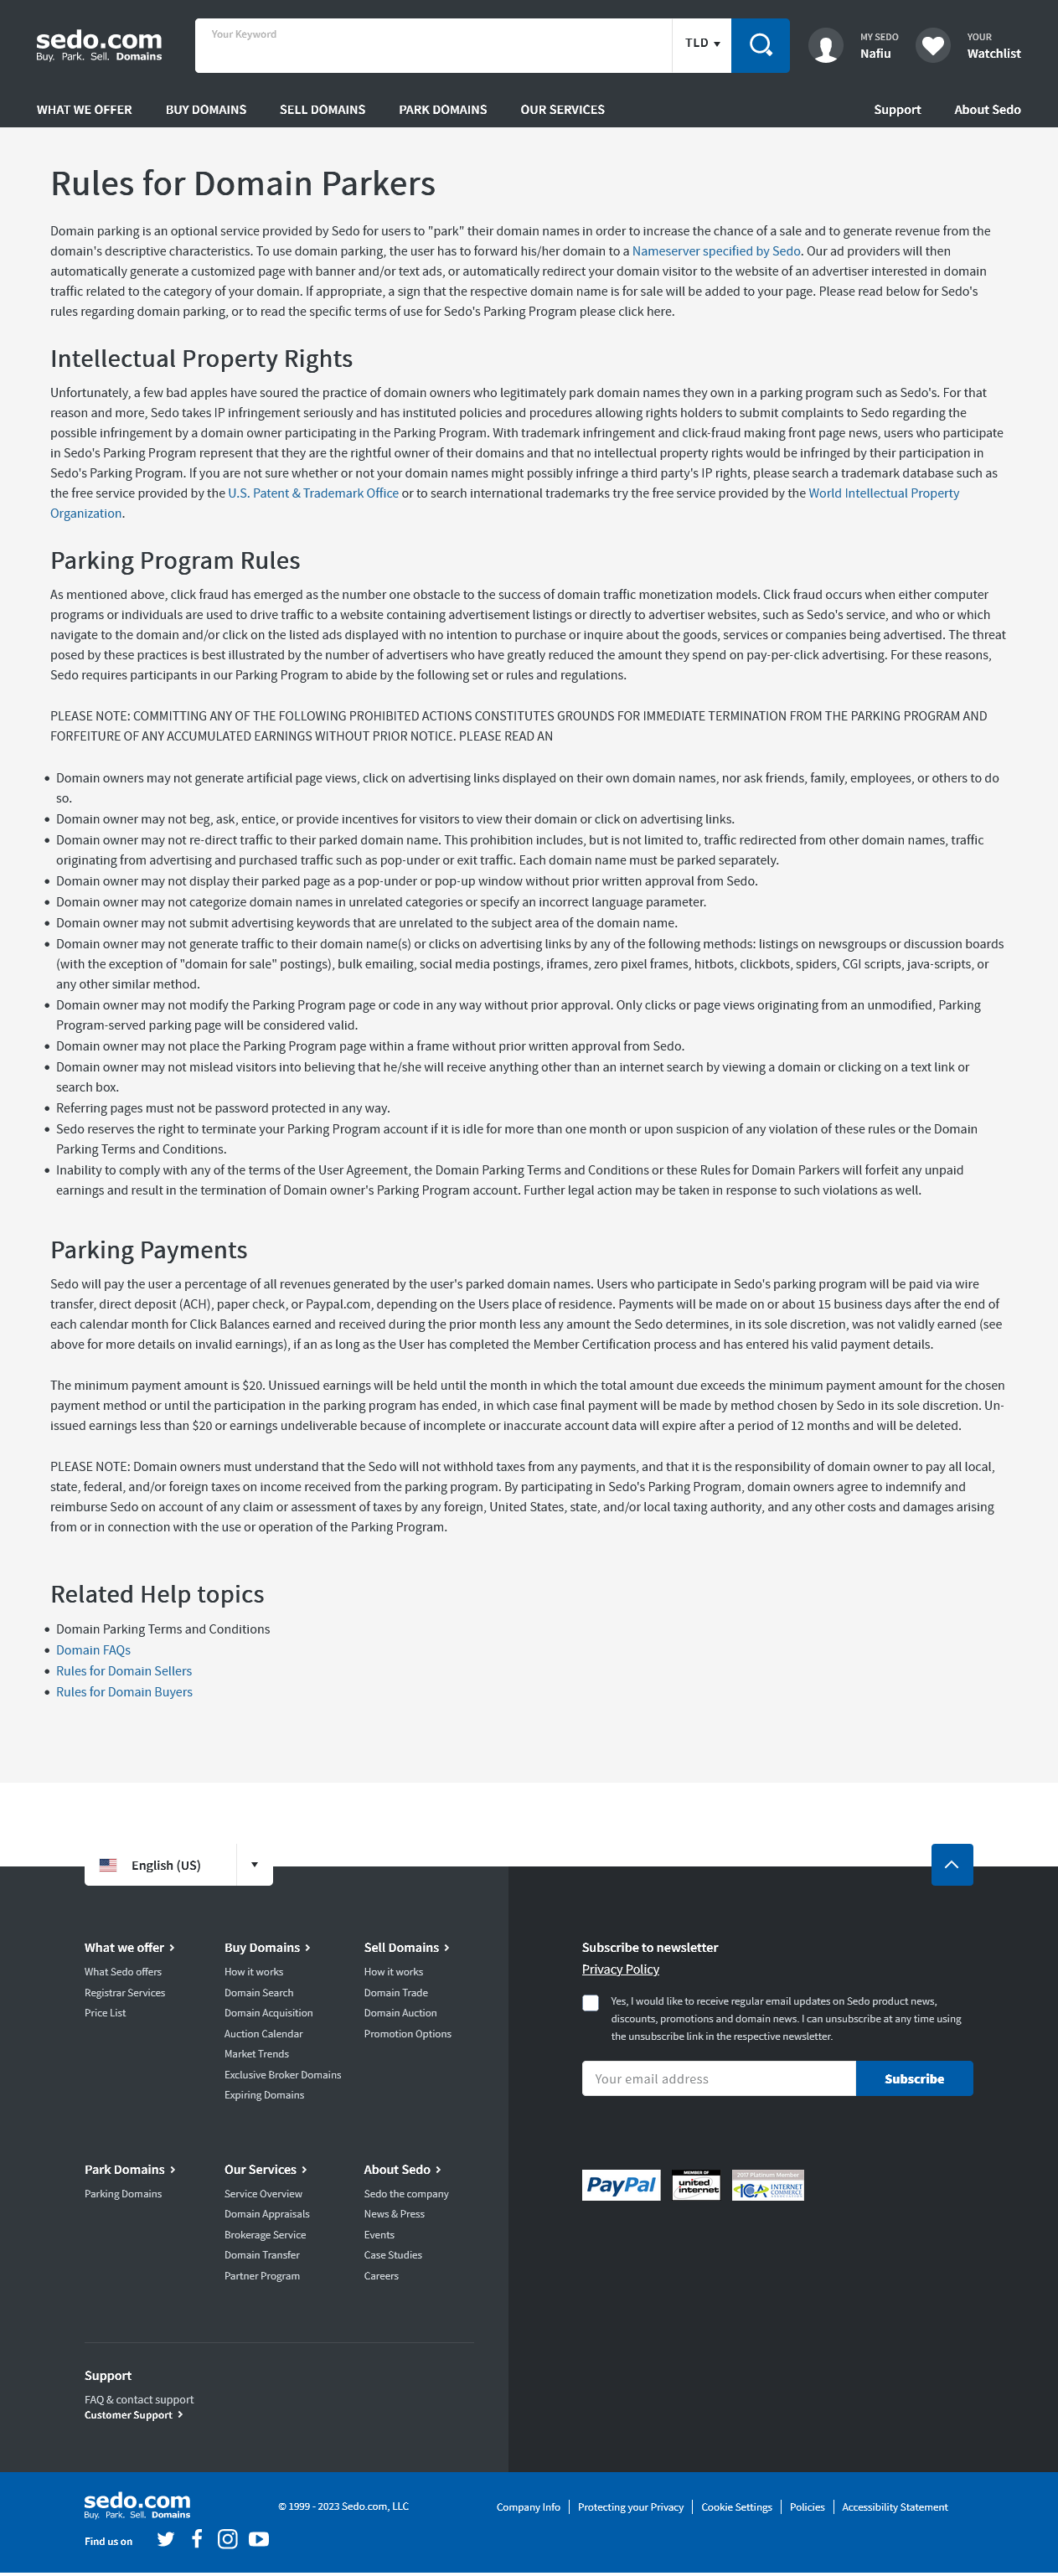 sedo.com
Buy. Park. Sell. Domains
Your Keyword
TLD
MY SEDO
Nafiu
YOUR
Watchlist
WHAT WE OFFER
BUY DOMAINS
SELL DOMAINS
PARK DOMAINS
OUR SERVICES
Support
About Sedo
Rules for Domain Parkers
Domain parking is an optional service provided by Sedo for users to "park" their domain names in order to increase the chance of a sale and to generate revenue from the
domain's descriptive characteristics. To use domain parking, the user has to forward his/her domain to a Nameserver specified by Sedo. Our ad providers will then
automatically generate a customized page with banner and/or text ads, or automatically redirect your domain visitor to the website of an advertiser interested in domain
traffic related to the category of your domain. If appropriate, a sign that the respective domain name is for sale will be added to your page. Please read below for Sedo's
rules regarding domain parking, or to read the specific terms of use for Sedo's Parking Program please click here.
Intellectual Property Rights
Unfortunately, a few bad apples have soured the practice of domain owners who legitimately park domain names they own in a parking program such as Sedo's. For that
reason and more, Sedo takes IP infringement seriously and has instituted policies and procedures allowing rights holders to submit complaints to Sedo regarding the
possible infringement by a domain owner participating in the Parking Program. With trademark infringement and click-fraud making front page news, users who participate
in Sedo's Parking Program represent that they are the rightful owner of their domains and that no intellectual property rights would be infringed by their participation in
Sedo's Parking Program. If you are not sure whether or not your domain names might possibly infringe a third party's IP rights, please search a trademark database such as
the free service provided by the U.S. Patent & Trademark Office or to search international trademarks try the free service provided by the World Intellectual Property
Organization.
Parking Program Rules
As mentioned above, click fraud has emerged as the number one obstacle to the success of domain traffic monetization models. Click fraud occurs when either computer
programs or individuals are used to drive traffic to a website containing advertisement listings or directly to advertiser websites, such as Sedo's service, and who or which
navigate to the domain and/or click on the listed ads displayed with no intention to purchase or inquire about the goods, services or companies being advertised. The threat
posed by these practices is best illustrated by the number of advertisers who have greatly reduced the amount they spend on pay-per-click advertising. For these reasons,
Sedo requires participants in our Parking Program to abide by the following set or rules and regulations.
PLEASE NOTE: COMMITTING ANY OF THE FOLLOWING PROHIBITED ACTIONS CONSTITUTES GROUNDS FOR IMMEDIATE TERMINATION FROM THE PARKING PROGRAM AND
FORFEITURE OF ANY ACCUMULATED EARNINGS WITHOUT PRIOR NOTICE. PLEASE READ AN
• Domain owners may not generate artificial page views, click on advertising links displayed on their own domain names, nor ask friends, family, employees, or others to do
so.
• Domain owner may not beg, ask, entice, or provide incentives for visitors to view their domain or click on advertising links.
• Domain owner may not re-direct traffic to their parked domain name. This prohibition includes, but is not limited to, traffic redirected from other domain names, traffic
originating from advertising and purchased traffic such as pop-under or exit traffic. Each domain name must be parked separately.
• Domain owner may not display their parked page as a pop-under or pop-up window without prior written approval from Sedo.
• Domain owner may not categorize domain names in unrelated categories or specify an incorrect language parameter.
• Domain owner may not submit advertising keywords that are unrelated to the subject area of the domain name.
• Domain owner may not generate traffic to their domain name(s) or clicks on advertising links by any of the following methods: listings on newsgroups or discussion boards
(with the exception of "domain for sale" postings), bulk emailing, social media postings, iframes, zero pixel frames, hitbots, clickbots, spiders, CGI scripts, java-scripts, or
any other similar method.
• Domain owner may not modify the Parking Program page or code in any way without prior approval. Only clicks or page views originating from an unmodified, Parking
Program-served parking page will be considered valid.
• Domain owner may not place the Parking Program page within a frame without prior written approval from Sedo.
• Domain owner may not mislead visitors into believing that he/she will receive anything other than an internet search by viewing a domain or clicking on a text link or
search box.
• Referring pages must not be password protected in any way.
• Sedo reserves the right to terminate your Parking Program account if it is idle for more than one month or upon suspicion of any violation of these rules or the Domain
Parking Terms and Conditions.
• Inability to comply with any of the terms of the User Agreement, the Domain Parking Terms and Conditions or these Rules for Domain Parkers will forfeit any unpaid
earnings and result in the termination of Domain owner's Parking Program account. Further legal action may be taken in response to such violations as well.
Parking Payments
Sedo will pay the user a percentage of all revenues generated by the user's parked domain names. Users who participate in Sedo's parking program will be paid via wire
transfer, direct deposit (ACH), paper check, or Paypal.com, depending on the Users place of residence. Payments will be made on or about 15 business days after the end of
each calendar month for Click Balances earned and received during the prior month less any amount the Sedo determines, in its sole discretion, was not validly earned (see
above for more details on invalid earnings), if an as long as the User has completed the Member Certification process and has entered his valid payment details.
The minimum payment amount is $20. Unissued earnings will be held until the month in which the total amount due exceeds the minimum payment amount for the chosen
payment method or until the participation in the parking program has ended, in which case final payment will be made by method chosen by Sedo in its sole discretion. Un-
issued earnings less than $20 or earnings undeliverable because of incomplete or inaccurate account data will expire after a period of 12 months and will be deleted.
PLEASE NOTE: Domain owners must understand that the Sedo will not withhold taxes from any payments, and that it is the responsibility of domain owner to pay all local,
state, federal, and/or foreign taxes on income received from the parking program. By participating in Sedo's Parking Program, domain owners agree to indemnify and
reimburse Sedo on account of any claim or assessment of taxes by any foreign, United States, state, and/or local taxing authority, and any other costs and damages arising
from or in connection with the use or operation of the Parking Program.
Related Help topics
• Domain Parking Terms and Conditions
• Domain FAQs
• Rules for Domain Sellers
• Rules for Domain Buyers
English (US)
What we offer
What Sedo offers
Registrar Services
Price List
Buy Domains
How it works
Domain Search
Domain Acquisition
Auction Calendar
Market Trends
Exclusive Broker Domains
Expiring Domains
Sell Domains
How it works
Domain Trade
Domain Auction
Promotion Options
Subscribe to newsletter
Privacy Policy
Yes, I would like to receive regular email updates on Sedo product news,
discounts, promotions and domain news. I can unsubscribe at any time using
the unsubscribe link in the respective newsletter.
Your email address
Subscribe
Park Domains
Parking Domains
Our Services
Service Overview
Domain Appraisals
Brokerage Service
Domain Transfer
Partner Program
About Sedo
Sedo the company
News & Press
Events
Case Studies
Careers
PayPal
MEMBER OF
united
internet
2017 Platinum Member
ICA INTERNET
COMMERCE
ASSOCIATION
Support
FAQ & contact support
Customer Support
sedo.com
Buy. Park. Sell. Domains
© 1999 - 2023 Sedo.com, LLC
Company Info
Protecting your Privacy
Cookie Settings
Policies
Accessibility Statement
Find us on